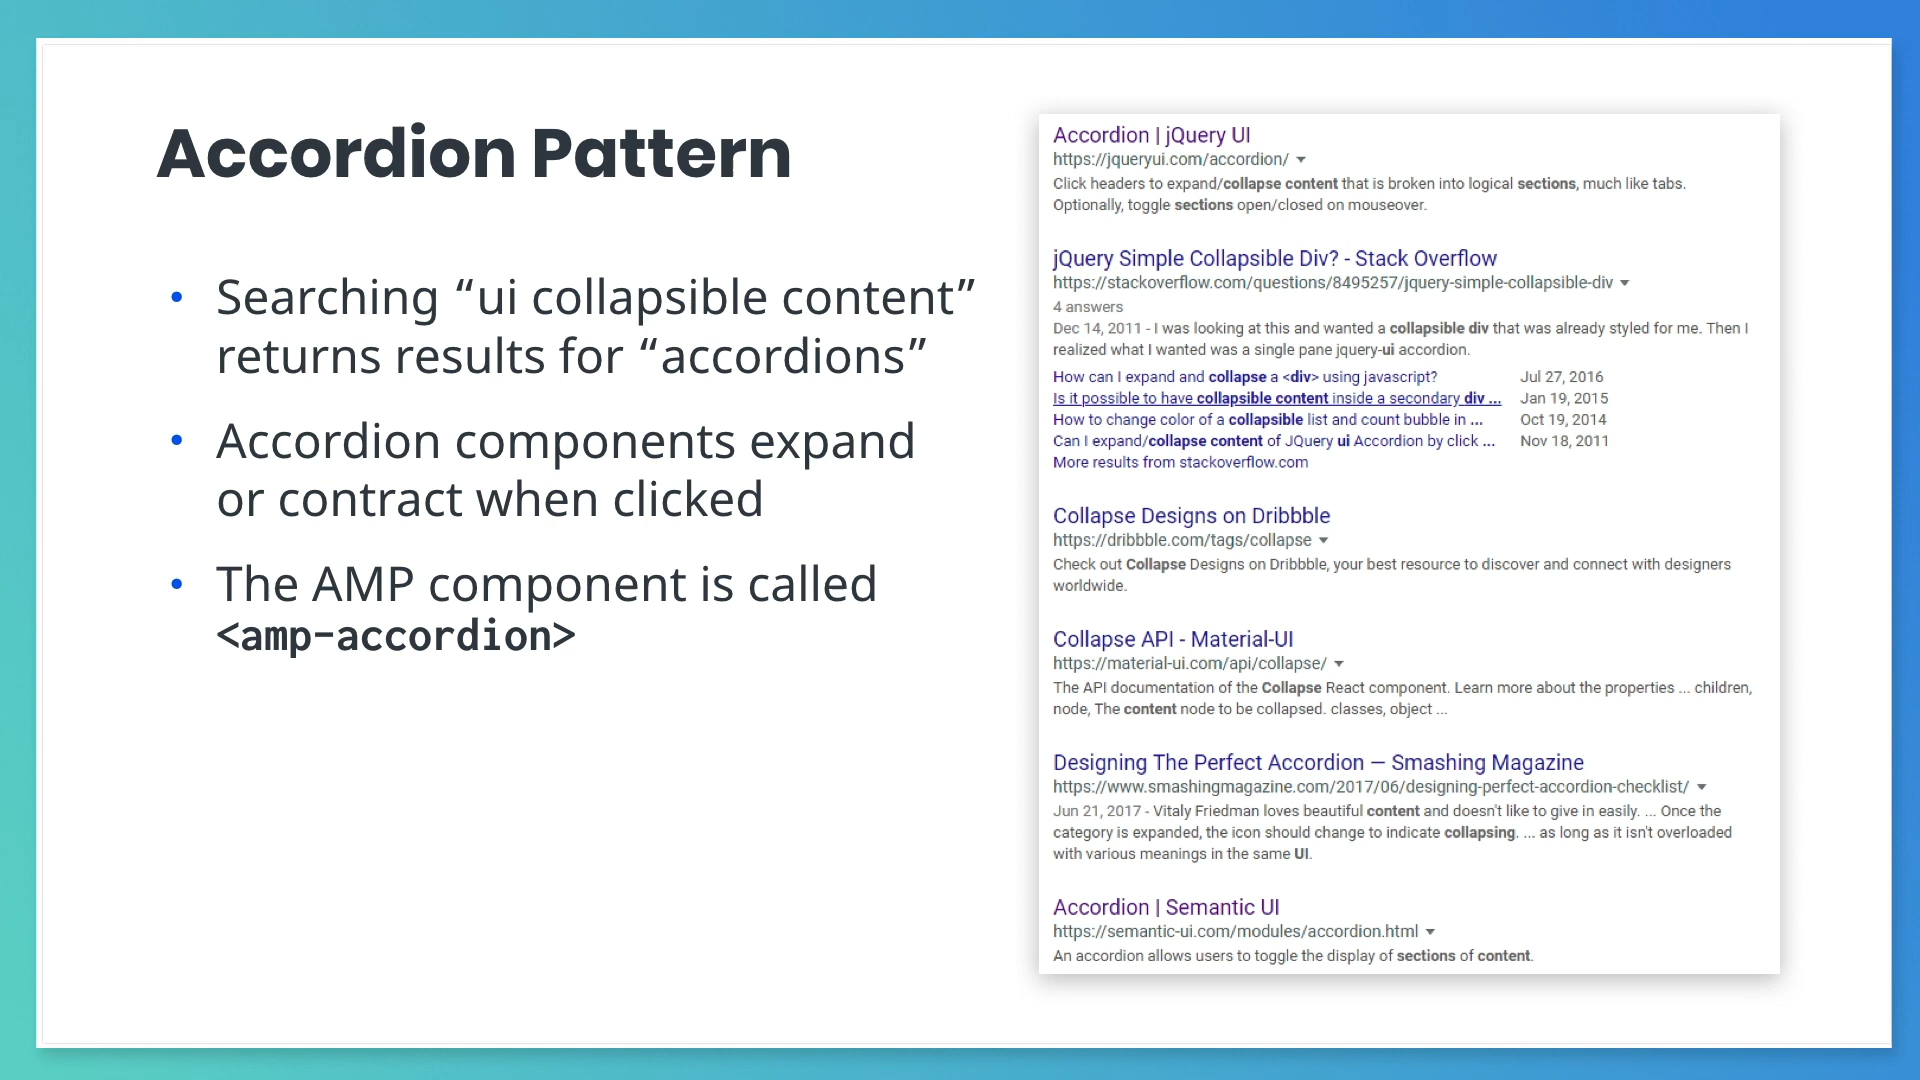 Accordion Pattern
• Searching “ui collapsible content”
returns results for “accordions”
• Accordion components expand
or contract when clicked
• The AMP component is called
<amp-accordion>
Accordion | jQuery UI
https://jqueryui.com/accordion/
Click headers to expand/collapse content that is broken into logical sections, much like tabs.
Optionally, toggle sections open/closed on mouseover.
jQuery Simple Collapsible Div? - Stack Overflow
https://stackoverflow.com/questions/8495257/jquery-simple-collapsible-div
4 answers
Dec 14, 2011 - I was looking at this and wanted a collapsible div that was already styled for me. Then I
realized what I wanted was a single pane jquery-ui accordion.
How can I expand and collapse a <div> using javascript? Jul 27, 2016
Is it possible to have collapsible content inside a secondary div ... Jan 19, 2015
How to change color of a collapsible list and count bubble in ... Oct 19, 2014
Can I expand/collapse content of JQuery ui Accordion by click ... Nov 18, 2011
More results from stackoverflow.com
Collapse Designs on Dribbble
https://dribbble.com/tags/collapse
Check out Collapse Designs on Dribbble, your best resource to discover and connect with designers
worldwide.
Collapse API - Material-UI
https://material-ui.com/api/collapse/
The API documentation of the Collapse React component. Learn more about the properties ... children,
node, The content node to be collapsed. classes, object ...
Designing The Perfect Accordion — Smashing Magazine
https://www.smashingmagazine.com/2017/06/designing-perfect-accordion-checklist/
Jun 21, 2017 - Vitaly Friedman loves beautiful content and doesn't like to give in easily. ... Once the
category is expanded, the icon should change to indicate collapsing. ... as long as it isn't overloaded
with various meanings in the same UI.
Accordion | Semantic UI
https://semantic-ui.com/modules/accordion.html
An accordion allows users to toggle the display of sections of content.